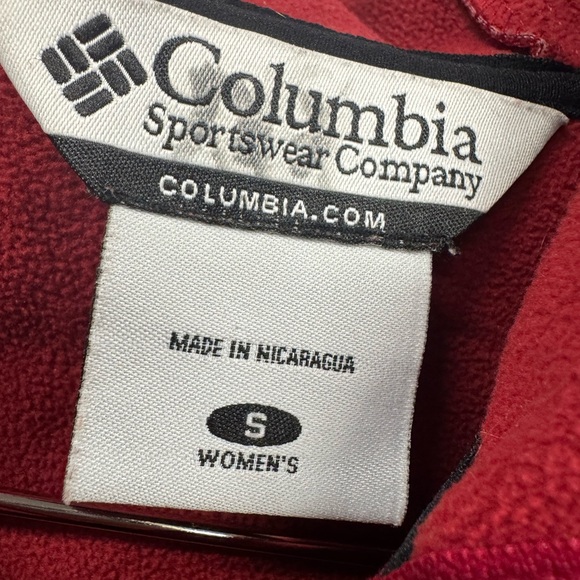 Columbia
Sportswear Company
COLUMBIA.COM
MADE IN NICARAGUA
S
WOMEN'S